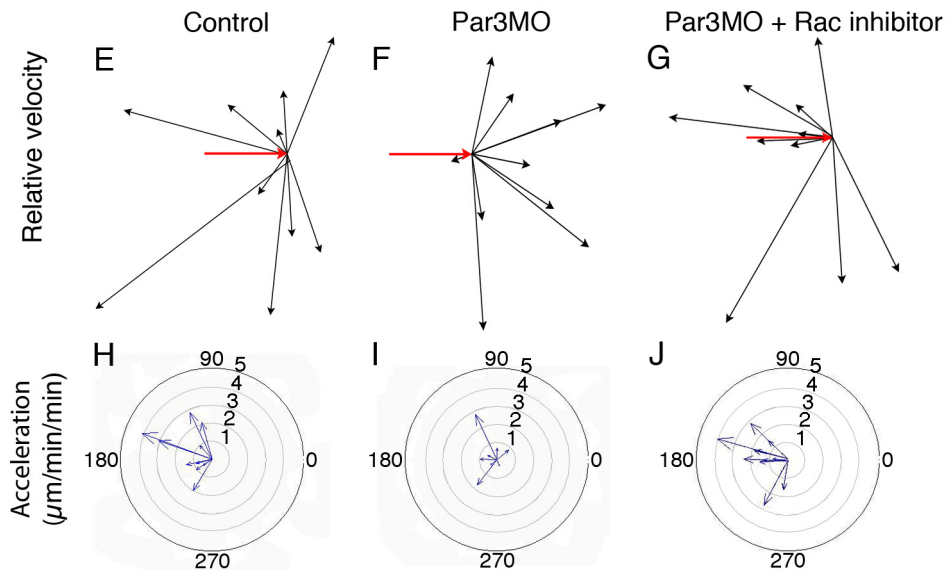 Control Par3MO Par3MO + Rac inhibitor
E F G
Relative velocity
H I J
Acceleration
(µm/min/min)
90 5 90 5 90 5
4 4 4
3 3 3
2 2 2
1 1 1
180 0 180 0 180 0
270 270 270